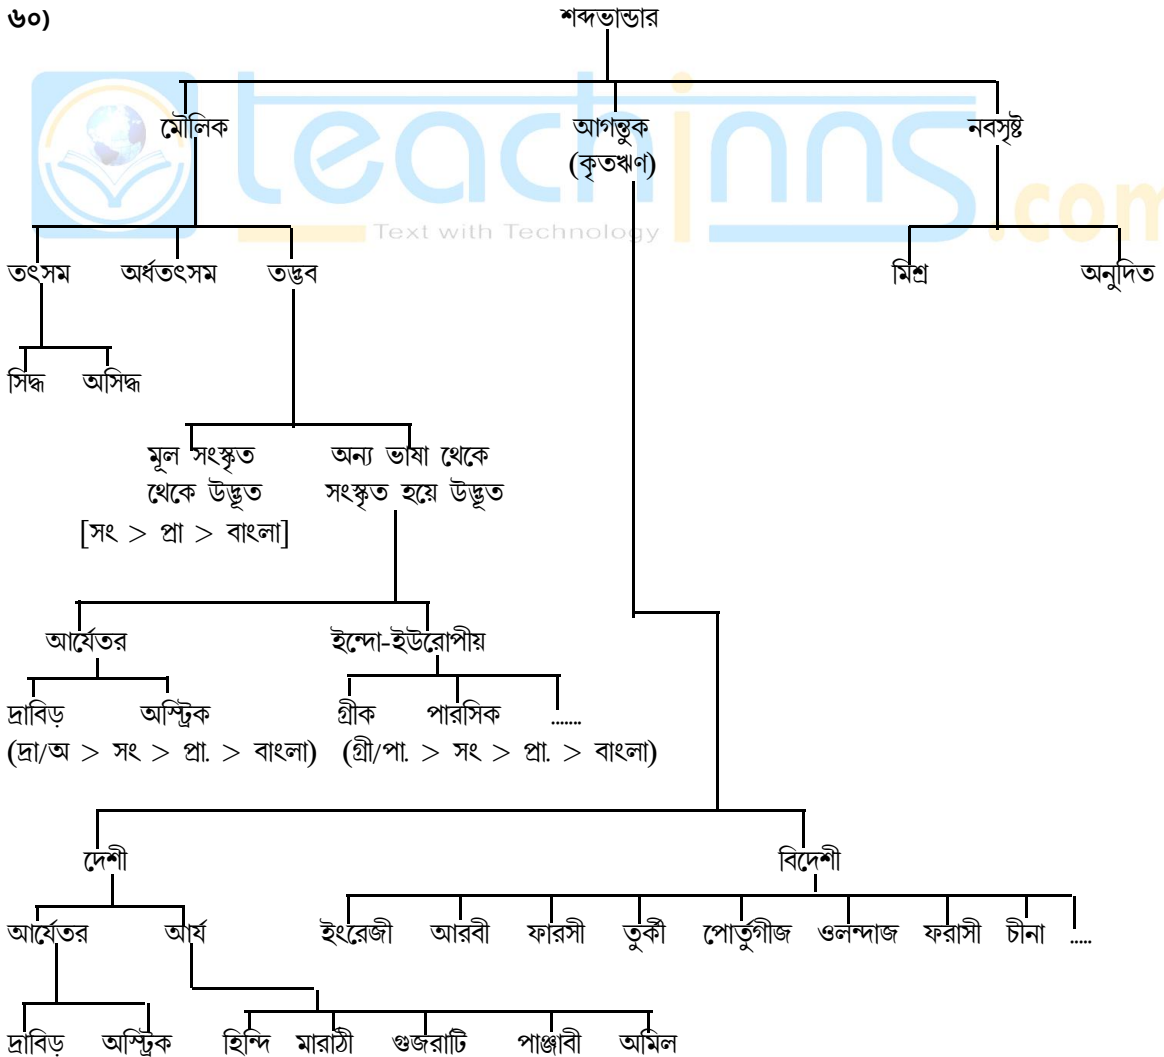 ৬০) শব্দভান্ডার
মৌলিক আগন্তুক নবসৃষ্ট
(কৃতঋণ)
teachinns.com
Text with Technology
তৎসম অর্ধতৎসম তদ্ভব মিশ্র অনুদিত
সিদ্ধ অসিদ্ধ
মূল সংস্কৃত অন্য ভাষা থেকে
থেকে উদ্ভূত সংস্কৃত হয়ে উদ্ভূত
[সং > প্রা > বাংলা]
আর্যেতর ইন্দো-ইউরোপীয়
দ্রাবিড় অস্ট্রিক গ্রীক পারসিক .......
(দ্রা/অ > সং > প্রা. > বাংলা) (গ্রী/পা. > সং > প্রা. > বাংলা)
দেশী বিদেশী
আর্যেতর আর্য ইংরেজী আরবী ফারসী তুর্কী পোর্তুগীজ ওলন্দাজ ফরাসী চীনা .....
দ্রাবিড় অস্ট্রিক হিন্দি মারাঠী গুজরাটি পাঞ্জাবী অমিল